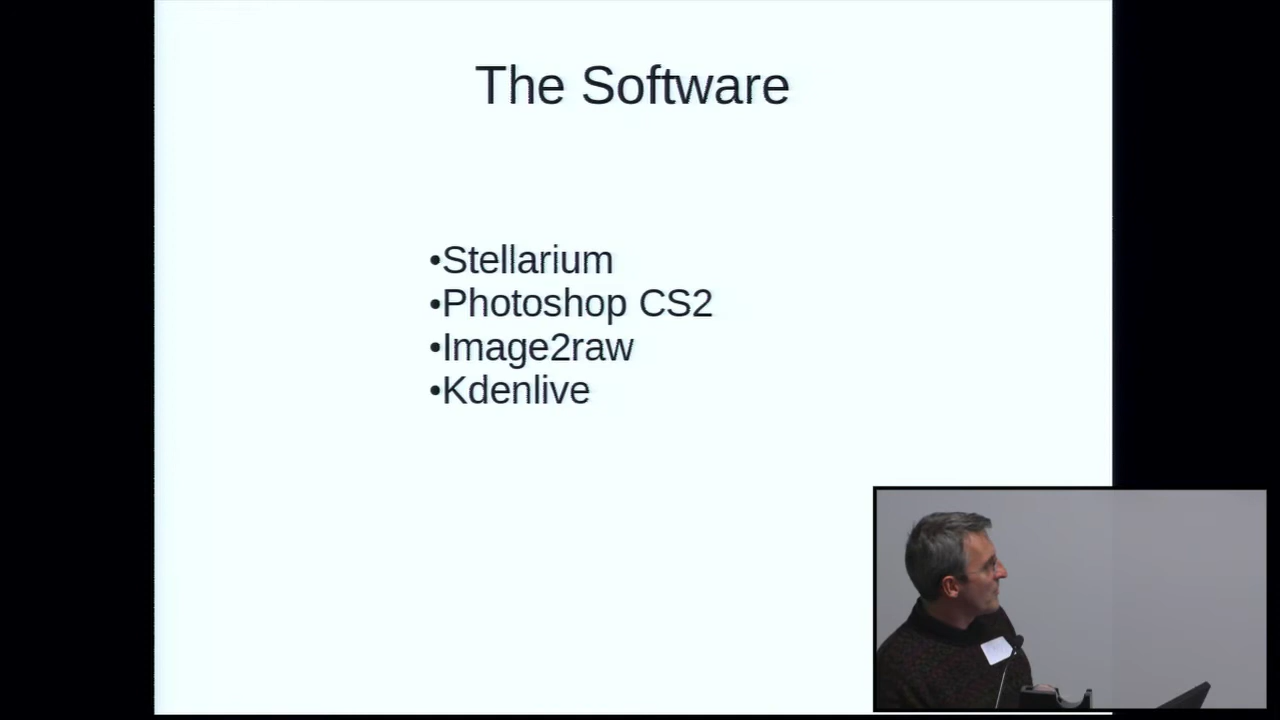 The Software
•Stellarium
•Photoshop CS2
•Image2raw
•Kdenlive